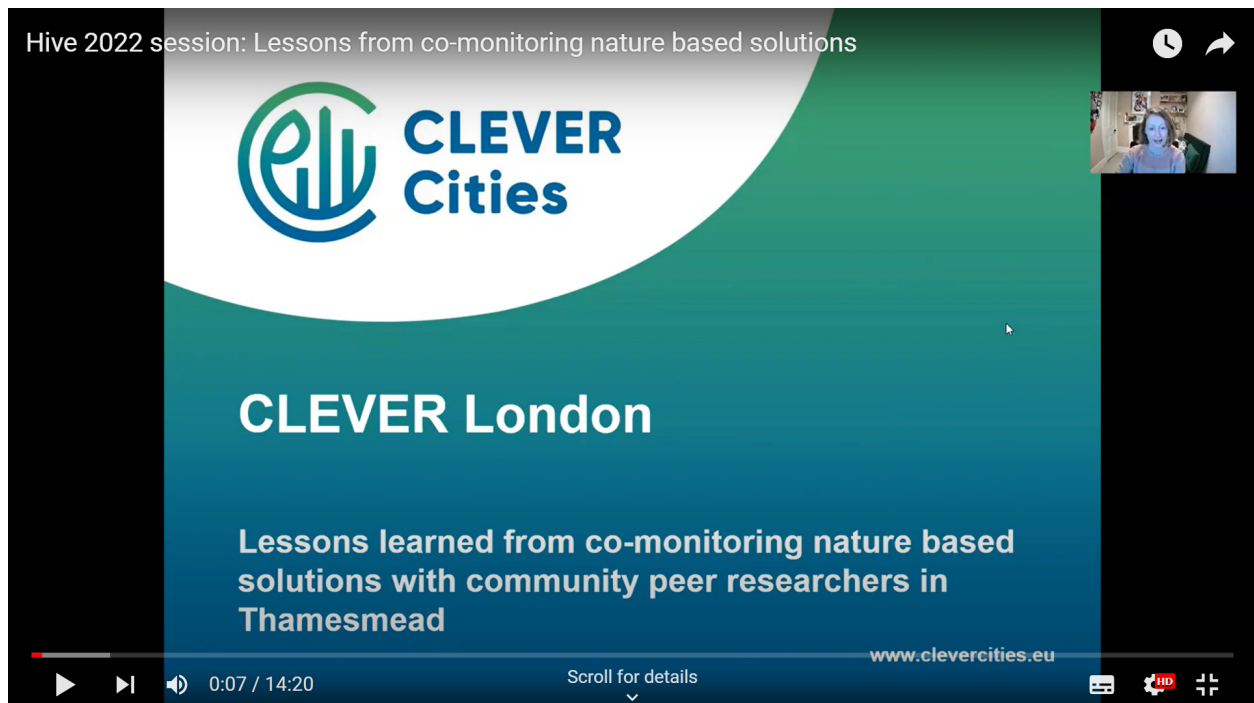 Hive 2022 session: Lessons from co-monitoring nature based solutions
CLEVER
Cities
CLEVER London
Lessons learned from co-monitoring nature based
solutions with community peer researchers in
Thamesmead
www.clevercities.eu
0:07 / 14:20
Scroll for details
HD